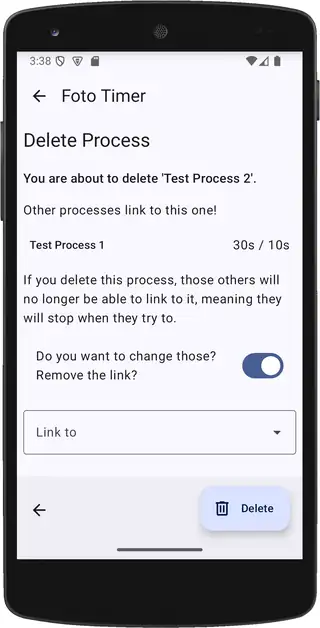 3:38
Foto Timer
Delete Process
You are about to delete 'Test Process 2'.
Other processes link to this one!
Test Process 1 30s / 10s
If you delete this process, those others will
no longer be able to link to it, meaning they
will stop when they try to.
Do you want to change those?
Remove the link?
Link to
Delete